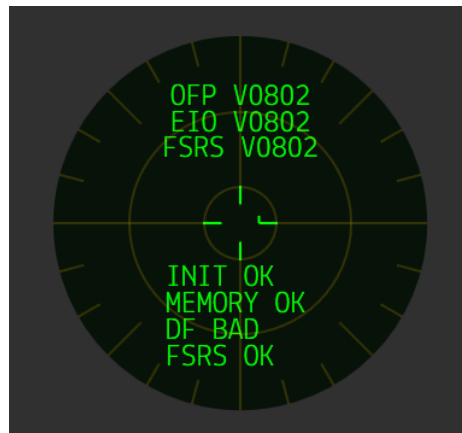 OFP V0802
EIO V0802
FSRS V0802
INIT OK
MEMORY OK
DF BAD
FSRS OK